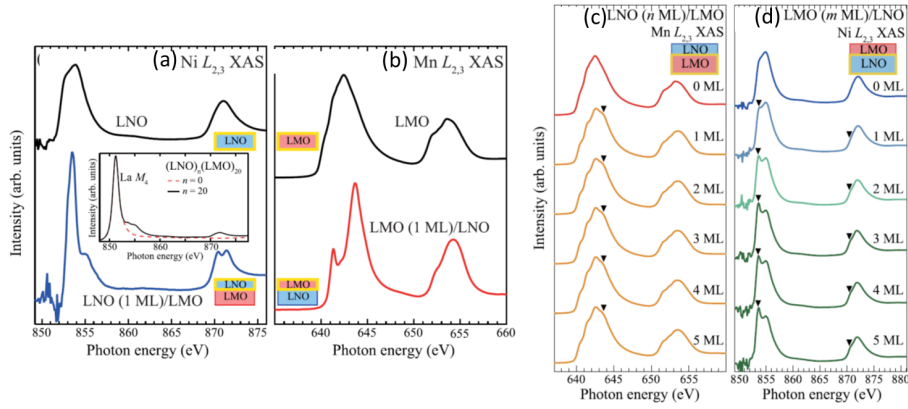 (a) Ni L2,3 XAS
LNO
LNO
La M4
(LNO)n(LMO)20
n = 0
n = 20
Intensity (arb. units)
850 860 870
Photon energy (eV)
LNO (1 ML)/LMO
LNO
LMO
Intensity (arb. units)
850 855 860 865 870 875
Photon energy (eV)
(b) Mn L2,3 XAS
LMO
LMO
LMO (1 ML)/LNO
LMO
LNO
640 645 650 655 660
Photon energy (eV)
(c) LNO (n ML)/LMO
Mn L2,3 XAS
LNO
LMO
0 ML
1 ML
2 ML
3 ML
4 ML
5 ML
Intensity (arb. units)
640 645 650 655
Photon energy (eV)
(d) LMO (m ML)/LNO
Ni L2,3 XAS
LMO
LNO
0 ML
1 ML
2 ML
3 ML
4 ML
5 ML
850 855 860 865 870 875 880
Photon energy (eV)